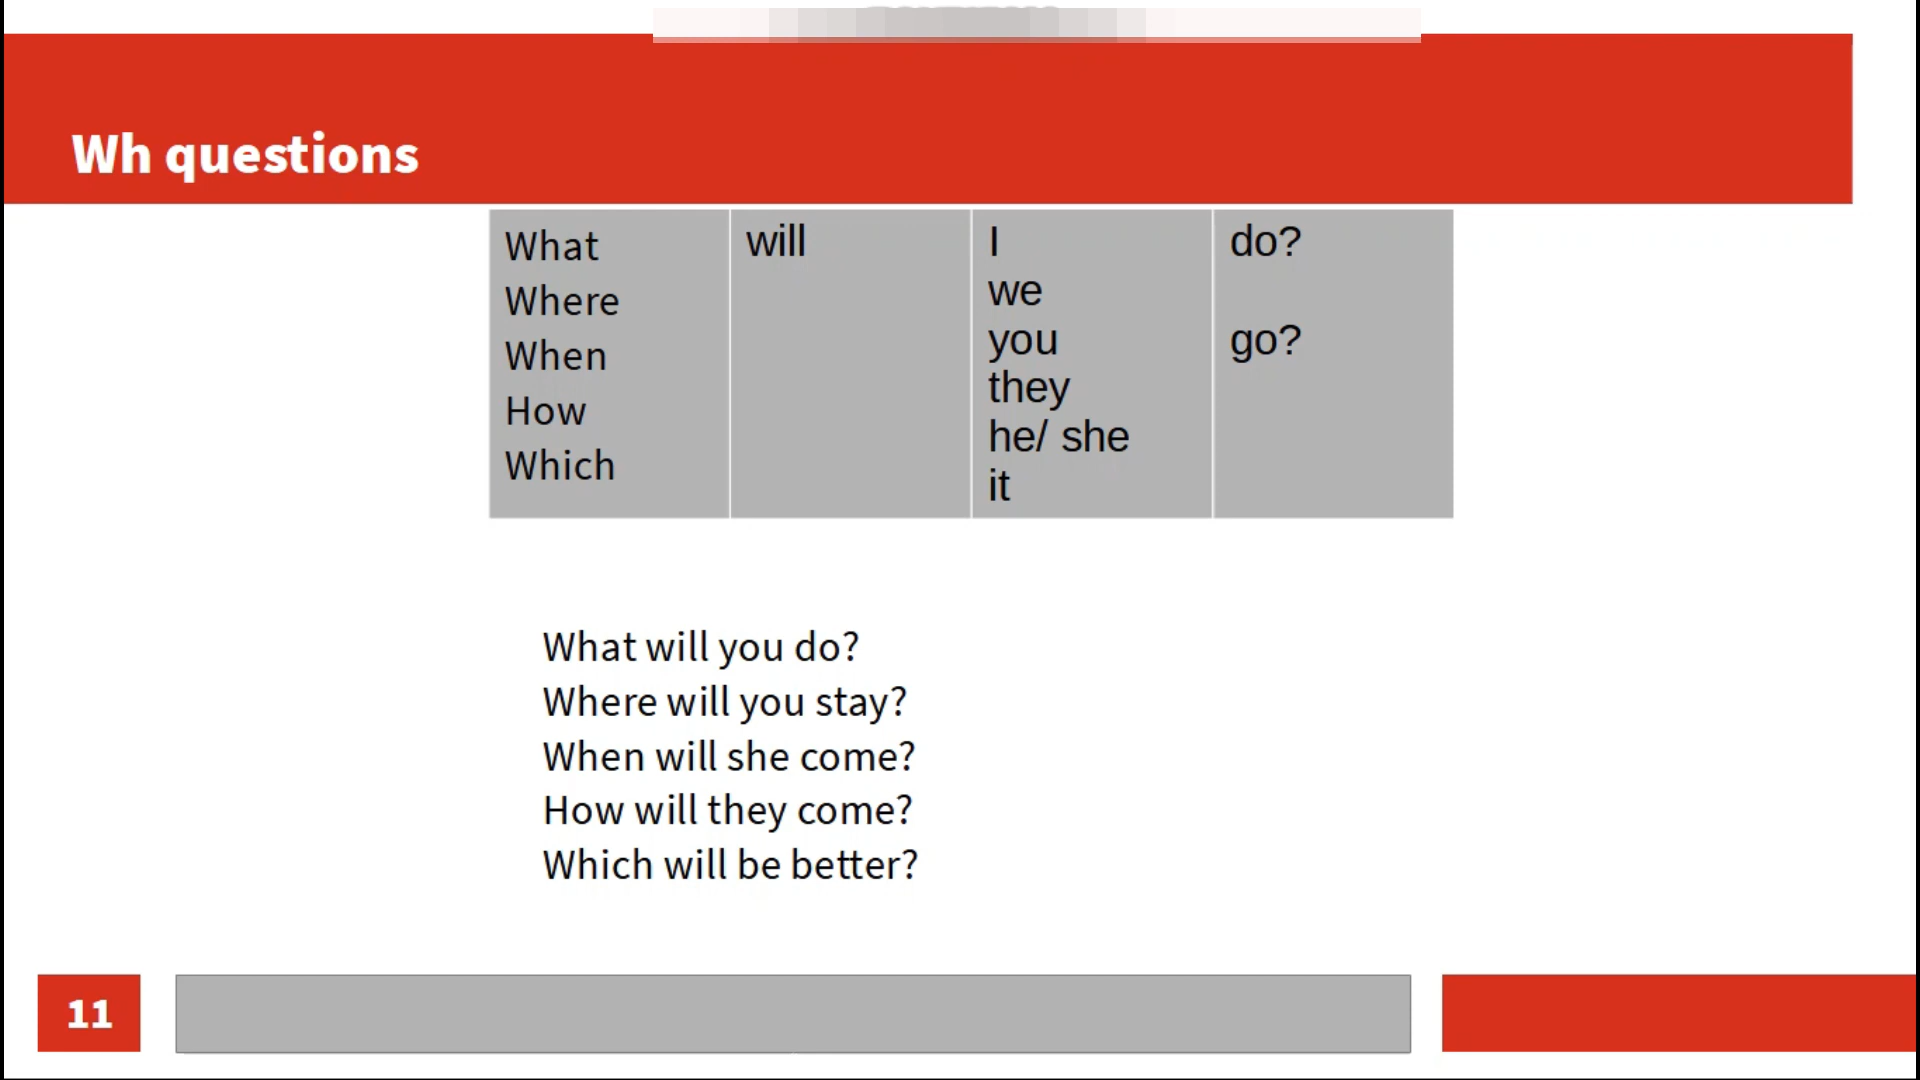 Wh questions
What will I do?
Where we
When you go?
How they
Which he/ she
it
What will you do?
Where will you stay?
When will she come?
How will they come?
Which will be better?
11